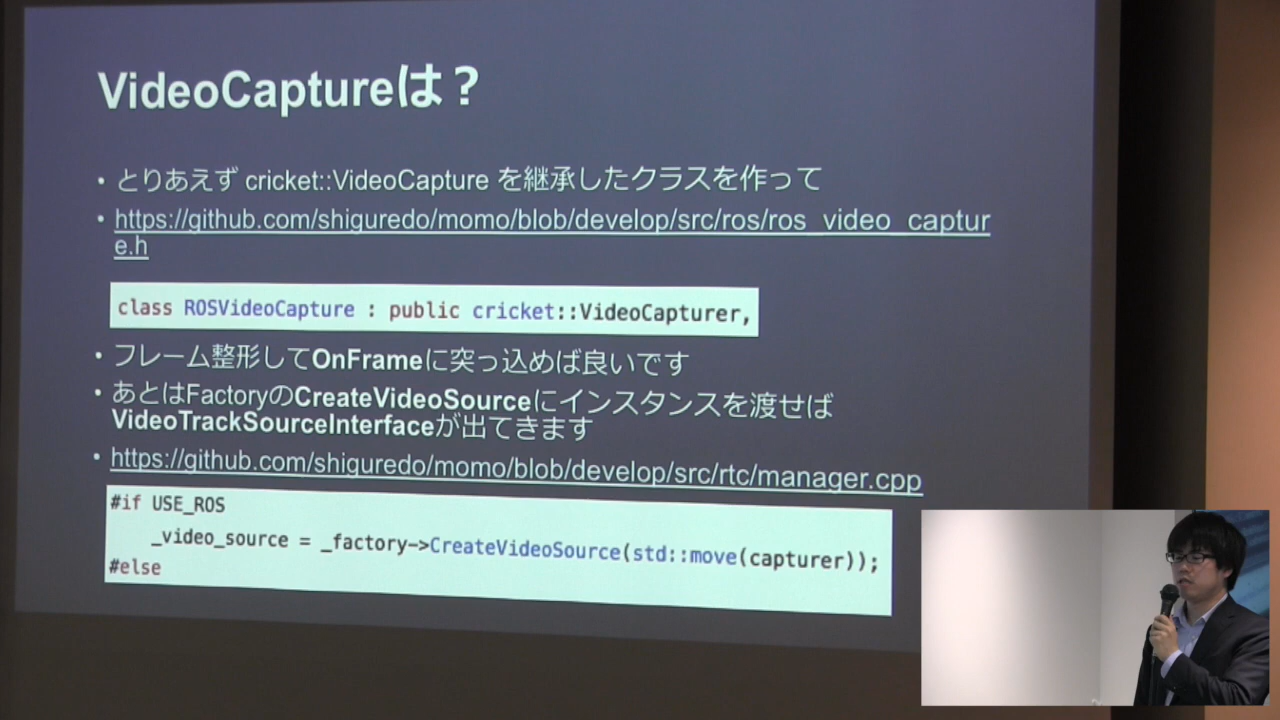 VideoCaptureは？
• とりあえず cricket::VideoCapture を継承したクラスを作って
• https://github.com/shiguredo/momo/blob/develop/src/ros/ros_video_captur
e.h
class ROSVideoCapture : public cricket::VideoCapturer,
• フレーム整形してOnFrameに突っ込めば良いです
• あとはFactoryのCreateVideoSourceにインスタンスを渡せば
VideoTrackSourceInterfaceが出てきます
• https://github.com/shiguredo/momo/blob/develop/src/rtc/manager.cpp
#if USE_ROS
_video_source = _factory->CreateVideoSource(std::move(capturer));
#else